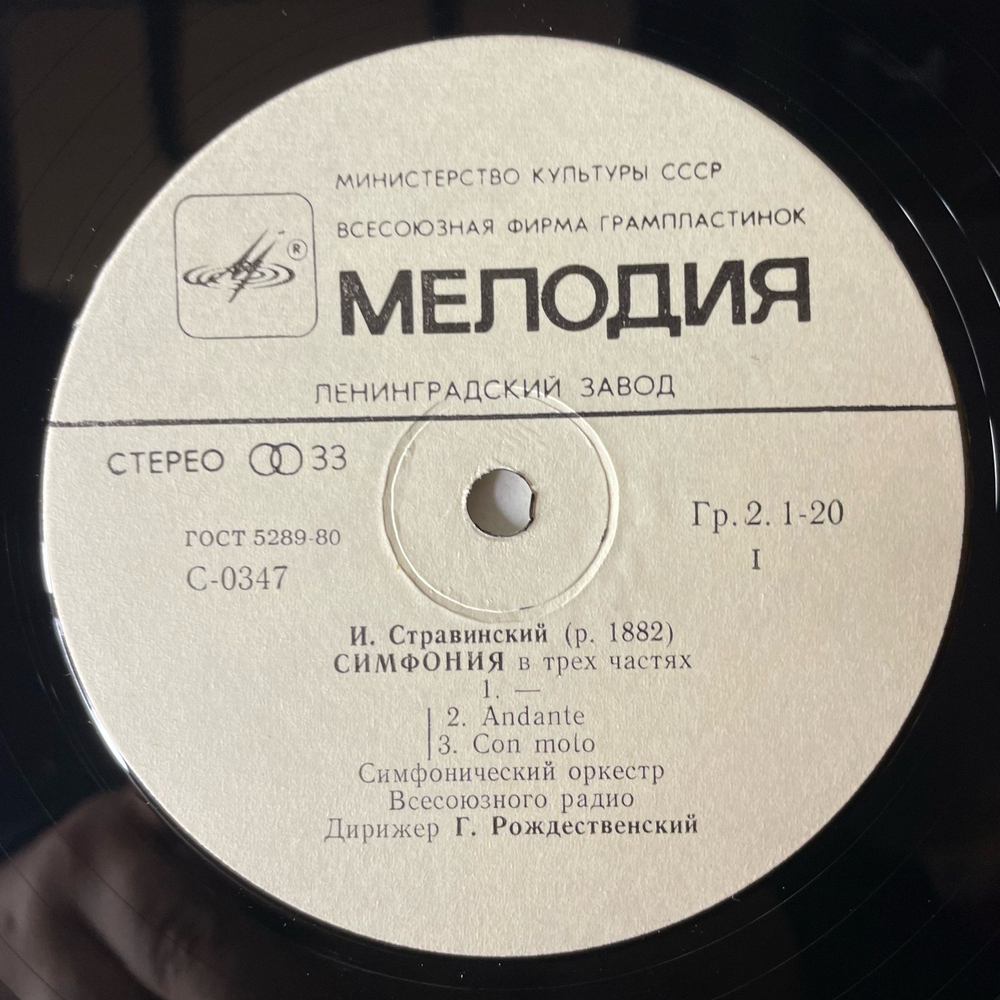 МИНИСТЕРСТВО КУЛЬТУРЫ СССР
ВСЕСОЮЗНАЯ ФИРМА ГРАМПЛАСТИНОК
®
МЕЛОДИЯ
ЛЕНИНГРАДСКИЙ ЗАВОД
СТЕРЕО 33
Гр. 2. 1-20
ГОСТ 5289-80
I
С-0347
И. Стравинский (р. 1882)
СИМФОНИЯ в трех частях
1. —
2. Andante
3. Con moto
Симфонический оркестр
Всесоюзного радио
Дирижер Г. Рождественский